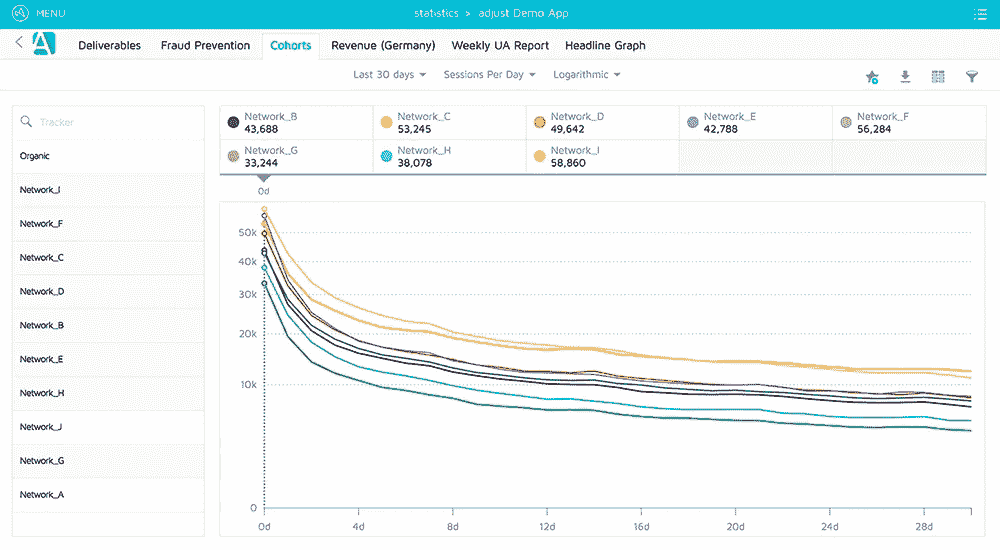 MENU
statistics > adjust Demo App
Deliverables Fraud Prevention Cohorts Revenue (Germany) Weekly UA Report Headline Graph
Last 30 days Sessions Per Day Logarithmic
Tracker
Organic
Network_I
Network_F
Network_C
Network_D
Network_B
Network_E
Network_H
Network_J
Network_G
Network_A
Network_B
43,688
Network_C
53,245
Network_D
49,642
Network_E
42,788
Network_F
56,284
Network_G
33,244
Network_H
38,078
Network_I
58,860
0d
50k
40k
30k
20k
10k
0
0d 4d 8d 12d 16d 20d 24d 28d